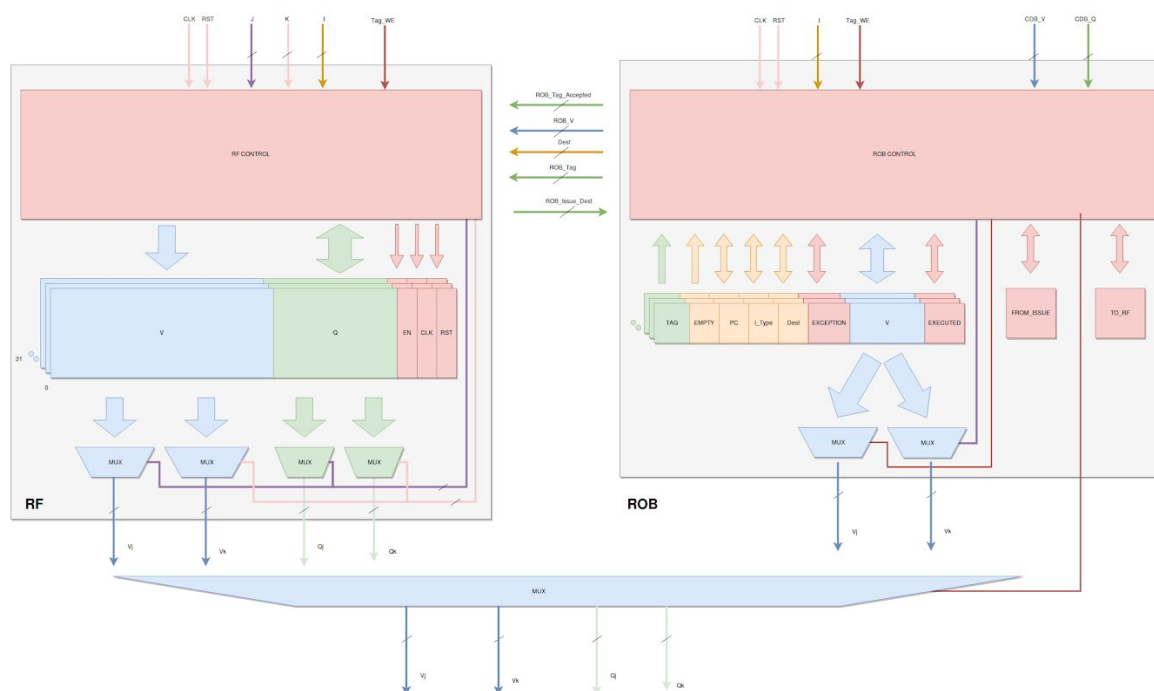 CLK RST J K I Tag_WE
CLK RST I Tag_WE CDB_V CDB_Q
RF CONTROL
ROB_Tag_Accepted
ROB_V
Dest
ROB_Tag
ROB_Issue_Dest
ROB CONTROL
V Q EN CLK RST
31
0
TAG EMPTY PC I_Type Dest EXCEPTION V EXECUTED
FROM_ISSUE
TO_RF
MUX MUX MUX MUX
MUX MUX
RF
ROB
Vj Vk Qj Qk
Vj Vk
MUX
Vj Vk Qj Qk